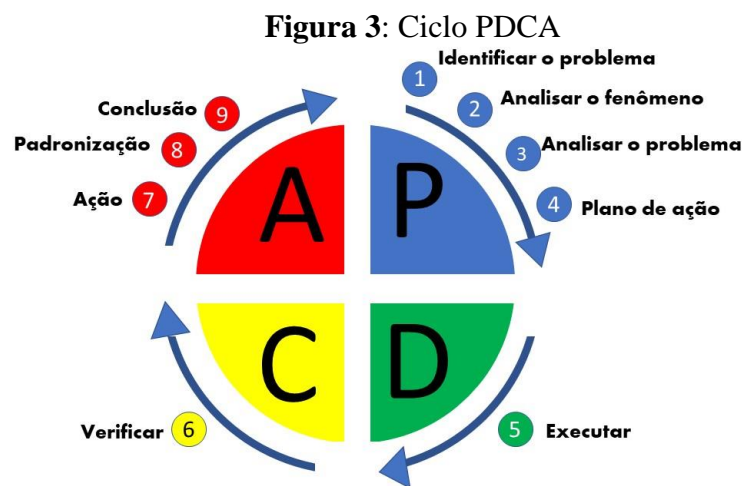 Figura 3: Ciclo PDCA
1 Identificar o problema
2 Analisar o fenômeno
3 Analisar o problema
4 Plano de ação
P
D
5 Executar
C
6 Verificar
A
7 Ação
8 Padronização
9 Conclusão